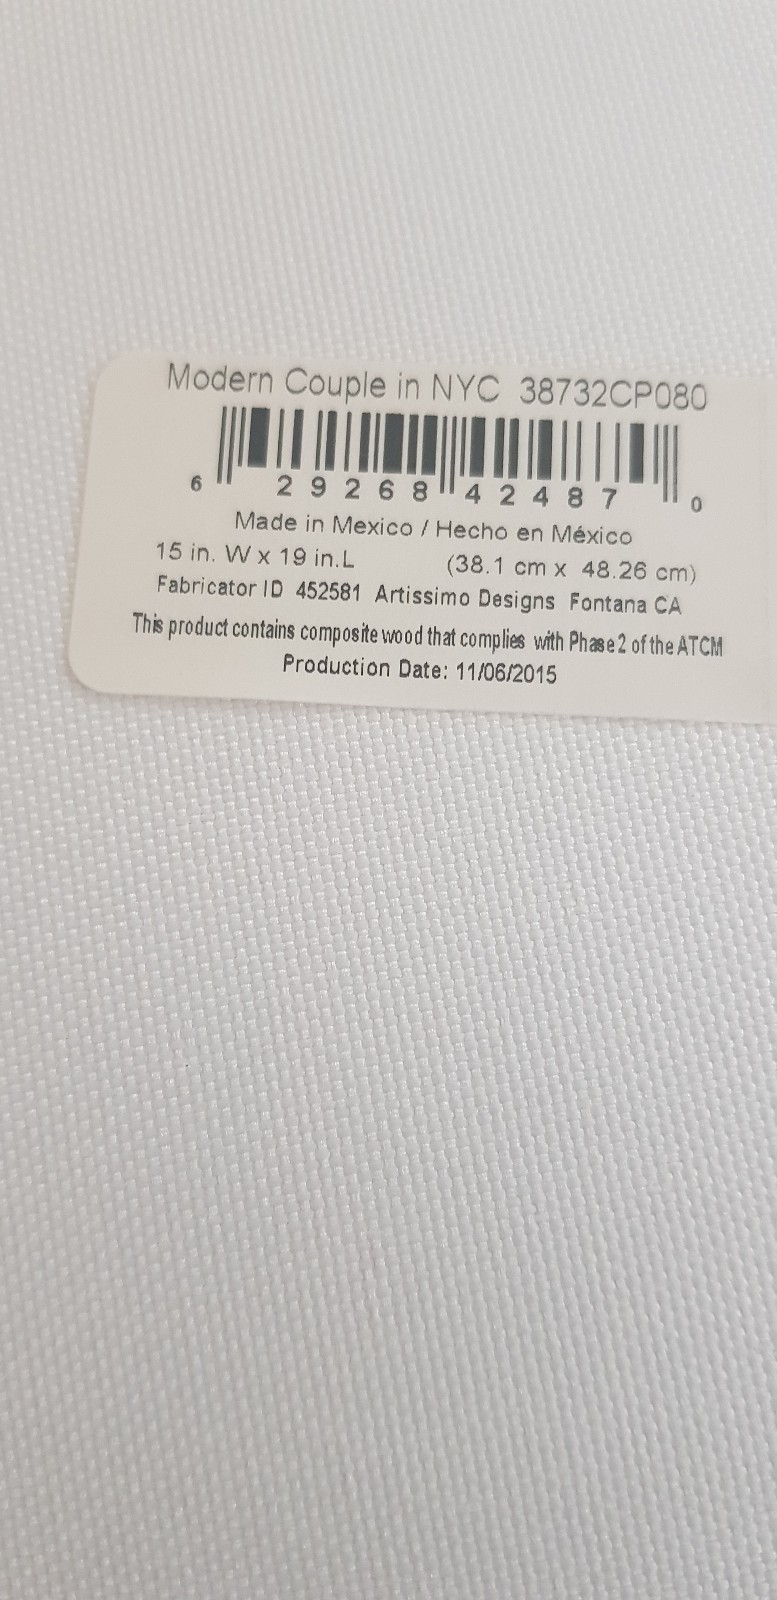 Modern Couple in NYC 38732CP080
6 29268 42487 0
Made in Mexico / Hecho en México
15 in. W x 19 in.L (38.1 cm x 48.26 cm)
Fabricator ID 452581 Artissimo Designs Fontana CA
This product contains composite wood that complies with Phase 2 of the ATCM
Production Date: 11/06/2015